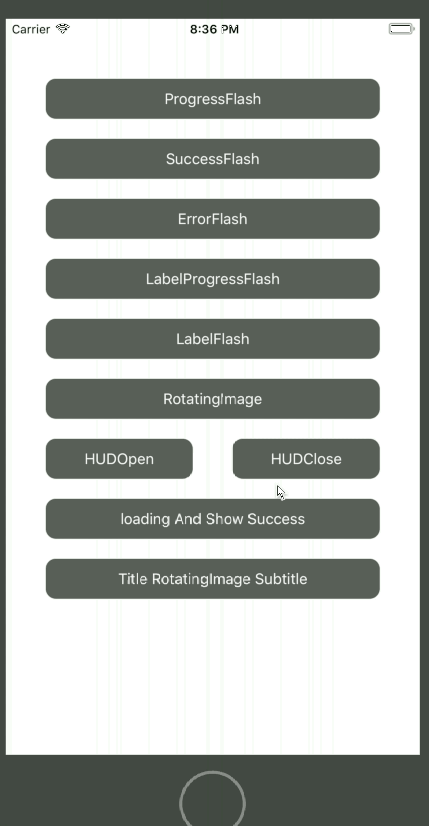 Carrier 8:36 PM
ProgressFlash
SuccessFlash
ErrorFlash
LabelProgressFlash
LabelFlash
RotatingImage
HUDOpen HUDClose
loading And Show Success
Title RotatingImage Subtitle